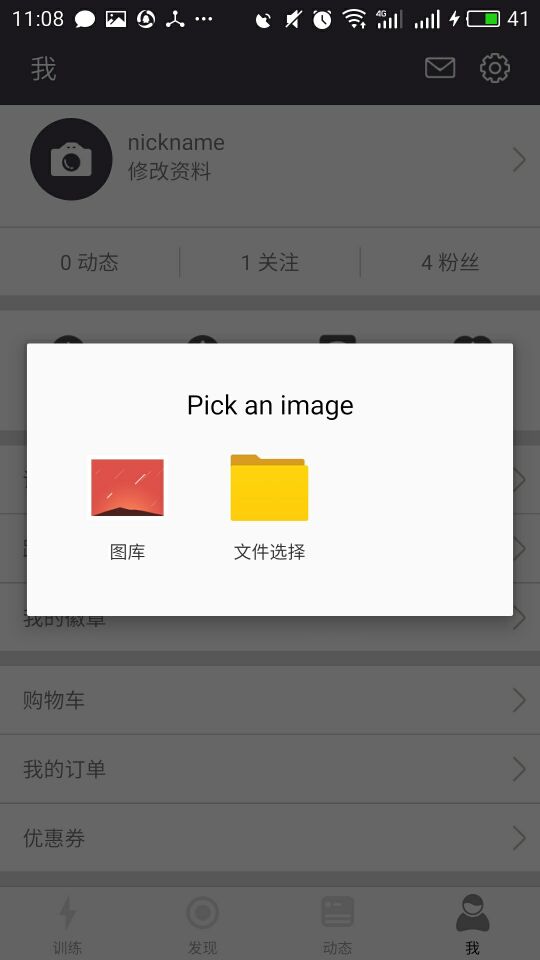 11:08
4G
41
我
nickname
修改资料
0 动态
1 关注
4 粉丝
Pick an image
图库
文件选择
我的徽章
购物车
我的订单
优惠券
训练
发现
动态
我